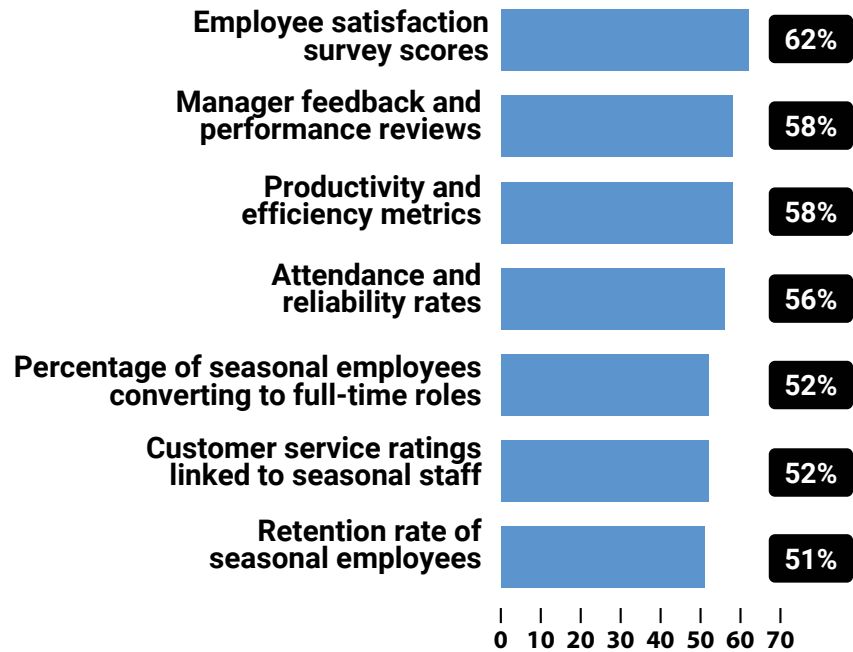 Employee satisfaction
survey scores
62%
Manager feedback and
performance reviews
58%
Productivity and
efficiency metrics
58%
Attendance and
reliability rates
56%
Percentage of seasonal employees
converting to full-time roles
52%
Customer service ratings
linked to seasonal staff
52%
Retention rate of
seasonal employees
51%
0 10 20 30 40 50 60 70